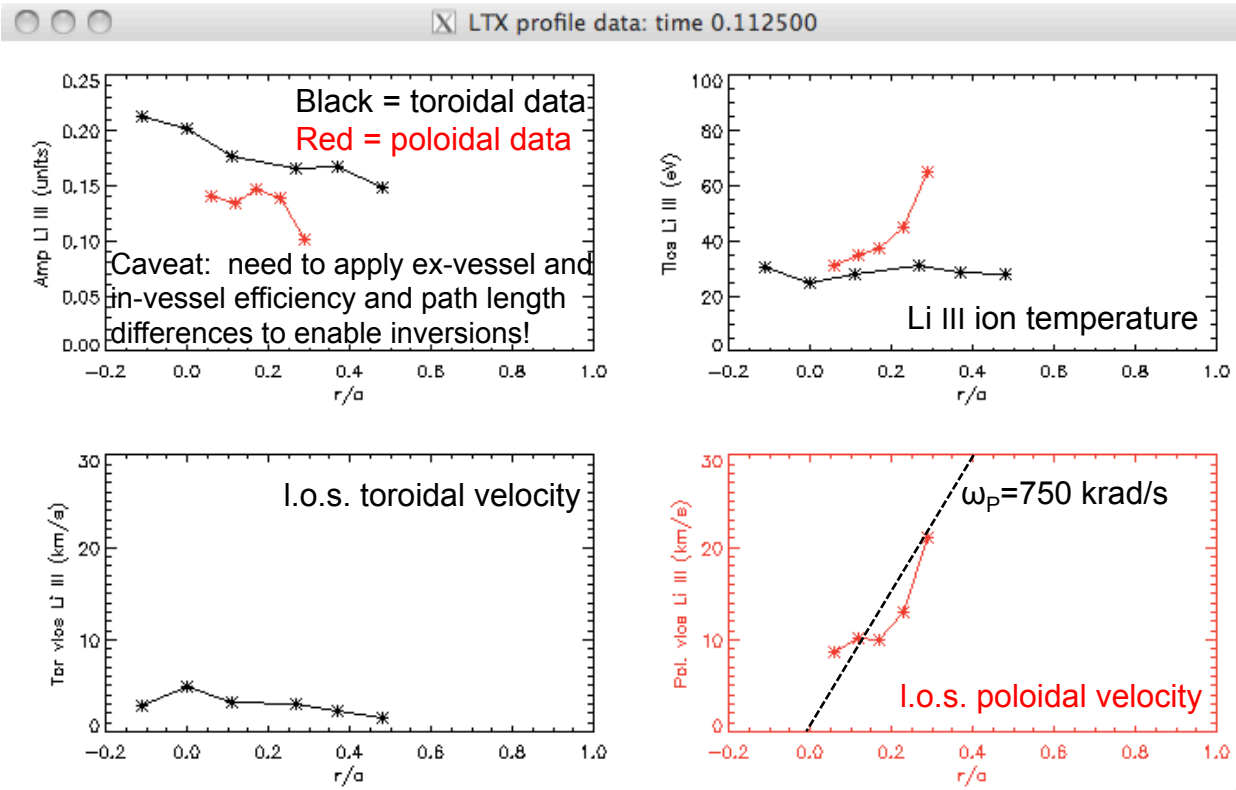 X LTX profile data: time 0.112500
0.25
0.20
0.15
0.10
0.05
0.00
Amp Li III (units)
Black = toroidal data
Red = poloidal data
Caveat: need to apply ex-vessel and
in-vessel efficiency and path length
differences to enable inversions!
-0.2 0.0 0.2 0.4 0.6 0.8 1.0
r/a
100
80
60
40
20
0
Tlos Li III (eV)
Li III ion temperature
-0.2 0.0 0.2 0.4 0.6 0.8 1.0
r/a
30
20
10
0
Tor vlos Li III (km/s)
l.o.s. toroidal velocity
-0.2 0.0 0.2 0.4 0.6 0.8 1.0
r/a
30
20
10
0
Pol. vlos Li III (km/s)
ωP=750 krad/s
l.o.s. poloidal velocity
-0.2 0.0 0.2 0.4 0.6 0.8 1.0
r/a